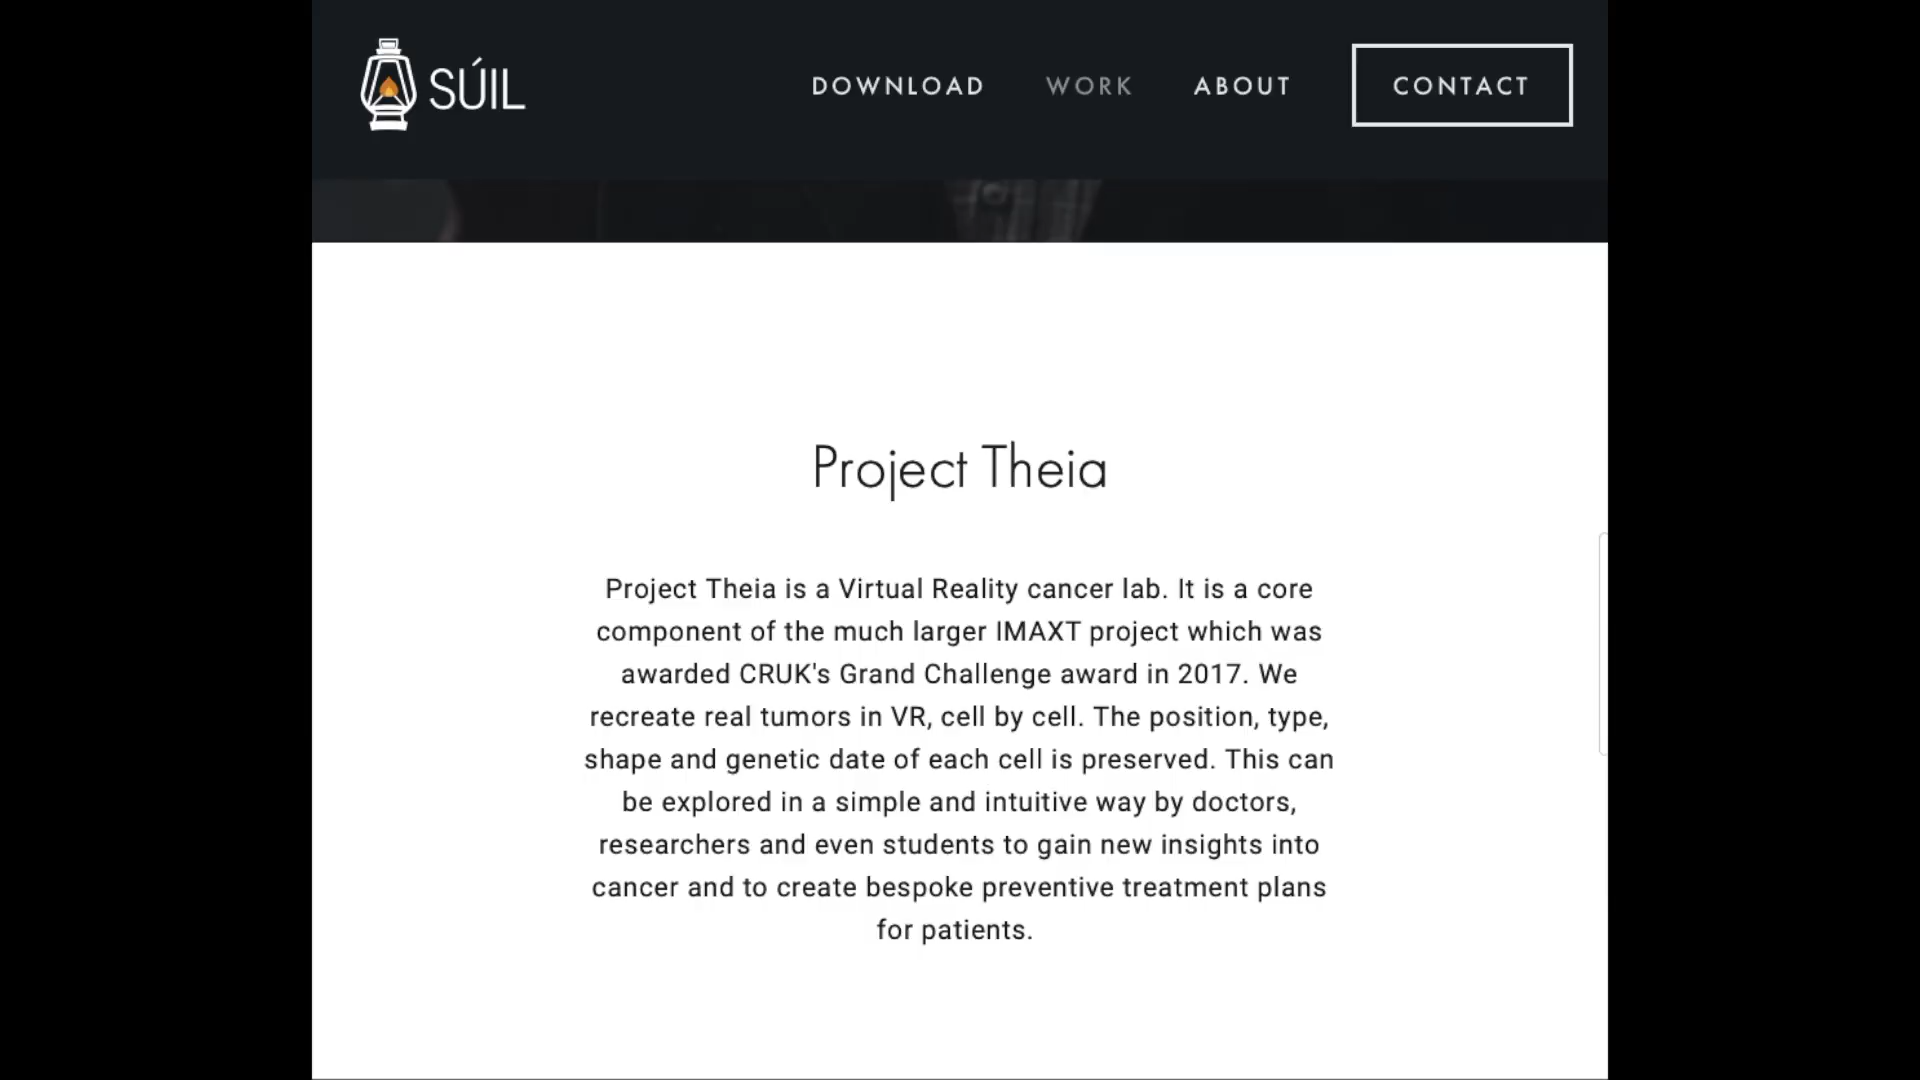 SÚIL
DOWNLOAD
WORK
ABOUT
CONTACT
Project Theia
Project Theia is a Virtual Reality cancer lab. It is a core
component of the much larger IMAXT project which was
awarded CRUK's Grand Challenge award in 2017. We
recreate real tumors in VR, cell by cell. The position, type,
shape and genetic date of each cell is preserved. This can
be explored in a simple and intuitive way by doctors,
researchers and even students to gain new insights into
cancer and to create bespoke preventive treatment plans
for patients.